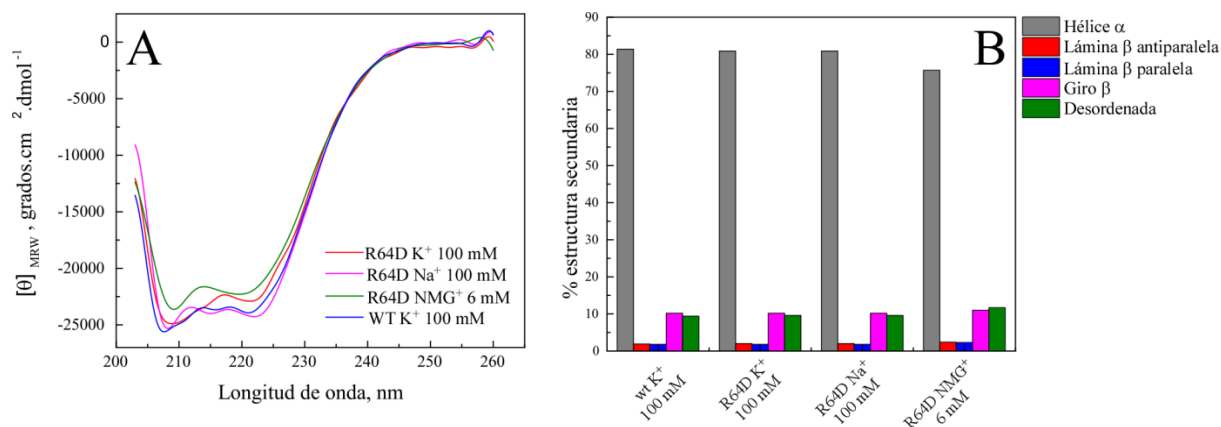 A
[θ] MRW , grados.cm 2 .dmol -1
0
-5000
-10000
-15000
-20000
-25000
200
210
220
230
240
250
260
Longitud de onda, nm
R64D K+ 100 mM
R64D Na+ 100 mM
R64D NMG+ 6 mM
WT K+ 100 mM
B
% estructura secundaria
90
80
70
60
50
40
30
20
10
0
wt K+
100 mM
R64D K+
100 mM
R64D Na+
100 mM
R64D NMG+
6 mM
Hélice α
Lámina β antiparalela
Lámina β paralela
Giro β
Desordenada